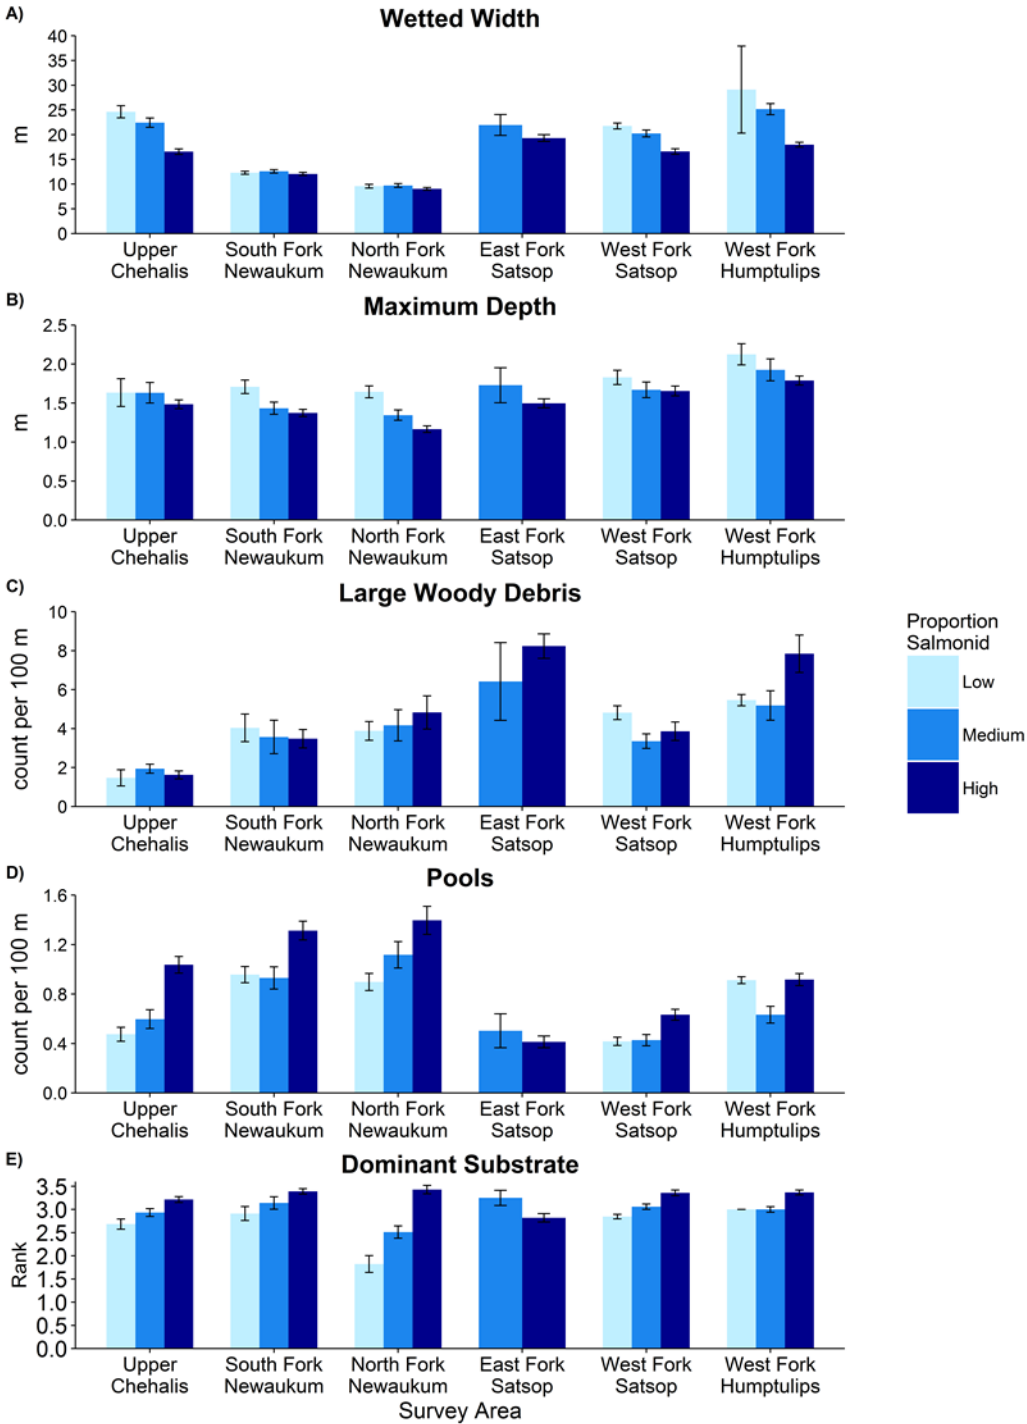 A)
Wetted Width
40
35
30
25
20
15
10
5
0
m
Upper Chehalis
South Fork Newaukum
North Fork Newaukum
East Fork Satsop
West Fork Satsop
West Fork Humptulips
B)
Maximum Depth
2.5
2.0
1.5
1.0
0.5
0.0
m
Upper Chehalis
South Fork Newaukum
North Fork Newaukum
East Fork Satsop
West Fork Satsop
West Fork Humptulips
C)
Large Woody Debris
10
8
6
4
2
0
count per 100 m
Upper Chehalis
South Fork Newaukum
North Fork Newaukum
East Fork Satsop
West Fork Satsop
West Fork Humptulips
Proportion
Salmonid
Low
Medium
High
D)
Pools
1.6
1.2
0.8
0.4
0.0
count per 100 m
Upper Chehalis
South Fork Newaukum
North Fork Newaukum
East Fork Satsop
West Fork Satsop
West Fork Humptulips
E)
Dominant Substrate
3.5
3.0
2.5
2.0
1.5
1.0
0.5
0.0
Rank
Upper Chehalis
South Fork Newaukum
North Fork Newaukum
East Fork Satsop
West Fork Satsop
West Fork Humptulips
Survey Area